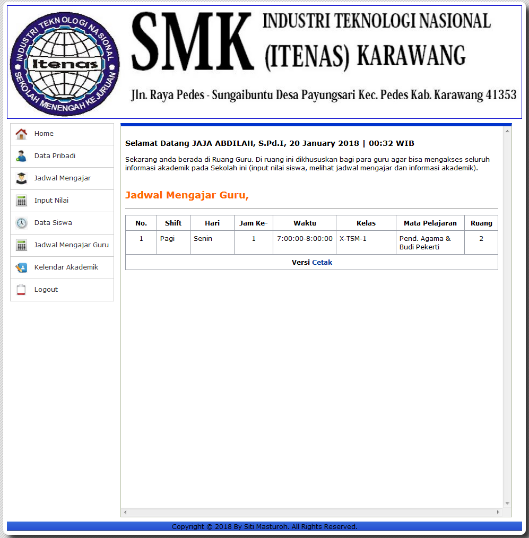 INDUSTRI TEKNOLOGI NASIONAL
Itenas
SEKOLAH MENENGAH KEJURUAN
SMK INDUSTRI TEKNOLOGI NASIONAL
(ITENAS) KARAWANG
Jln. Raya Pedes - Sungaibuntu Desa Payungsari Kec. Pedes Kab. Karawang 41353
Home
Data Pribadi
Jadwal Mengajar
Input Nilai
Data Siswa
Jadwal Mengajar Guru
Kelendar Akademik
Logout
Selamat Datang JAJA ABDILAH, S.Pd.I, 20 January 2018 | 00:32 WIB
Sekarang anda berada di Ruang Guru. Di ruang ini dikhususkan bagi para guru agar bisa mengakses seluruh
informasi akademik pada Sekolah ini (input nilai siswa, melihat jadwal mengajar dan informasi akademik).
Jadwal Mengajar Guru,
No. Shift Hari Jam Ke- Waktu Kelas Mata Pelajaran Ruang
1 Pagi Senin 1 7:00:00-8:00:00 X-TSM-1 Pend. Agama & 2
Budi Pekerti
Versi Cetak
Copyright © 2018 By Siti Masturoh. All Rights Reserved.